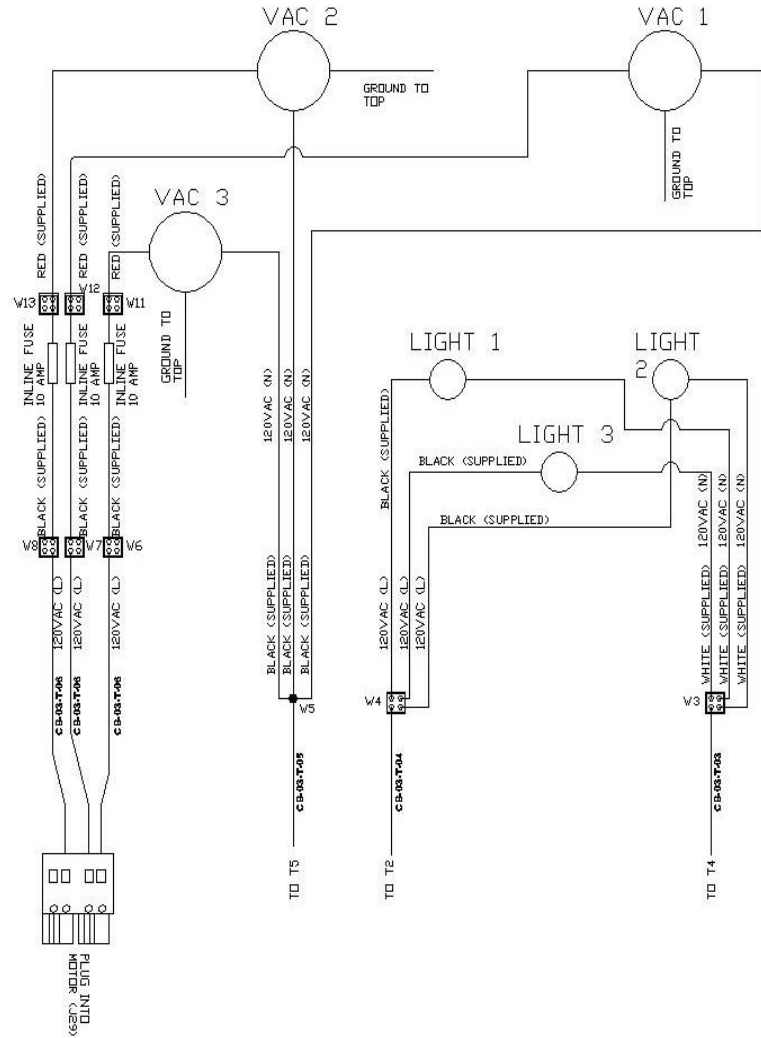 VAC 2
VAC 1
GROUND TO
TOP
GROUND TO
TOP
VAC 3
RED (SUPPLIED)
RED (SUPPLIED)
RED (SUPPLIED)
W13
W12
W11
GROUND TO
TOP
INLINE FUSE
10 AMP
INLINE FUSE
10 AMP
INLINE FUSE
10 AMP
LIGHT 1
LIGHT
2
LIGHT 3
120VAC (N)
120VAC (N)
120VAC (N)
BLACK (SUPPLIED)
BLACK (SUPPLIED)
BLACK (SUPPLIED)
BLACK (SUPPLIED)
BLACK (SUPPLIED)
BLACK (SUPPLIED)
120VAC (N)
120VAC (N)
120VAC (N)
W8
W7
W6
120VAC (L)
120VAC (L)
120VAC (L)
BLACK (SUPPLIED)
BLACK (SUPPLIED)
BLACK (SUPPLIED)
120VAC (L)
120VAC (L)
120VAC (L)
WHITE (SUPPLIED)
WHITE (SUPPLIED)
WHITE (SUPPLIED)
CB-03-T-06
CB-03-T-06
CB-03-T-06
W5
W4
W3
CB-03-T-05
CB-03-T-04
CB-03-T-03
TO T5
TO T2
TO T4
PLUG INTO
MOTOR (J29)